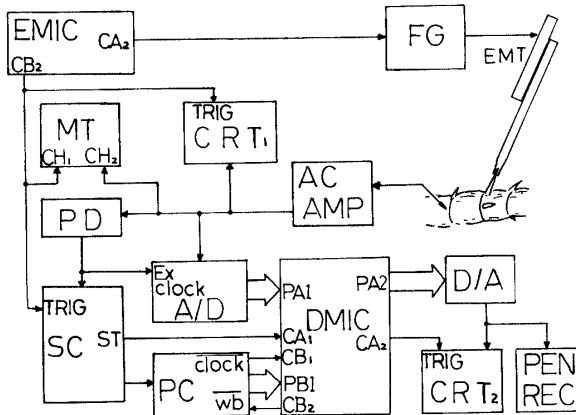 EMIC
CA₂
CB₂
FG
EMT
MT
CH₁ CH₂
TRIG
CRT₁
AC
AMP
PD
Ex
clock
A/D
PA1
PA2
D/A
TRIG
SC
ST
DMIC
CA₁
CB₁
CA₂
PB1
CB₂
clock
PC
wb
TRIG
CRT₂
PEN
REC